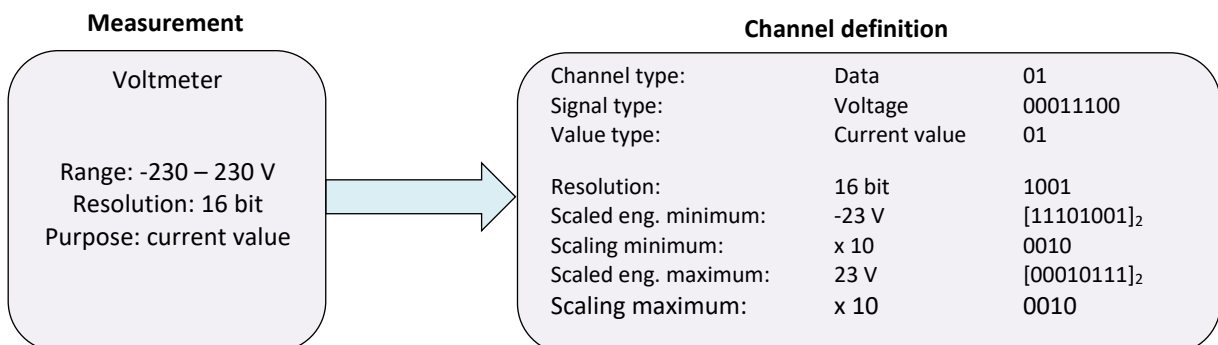 Measurement
Voltmeter
Range: -230 – 230 V
Resolution: 16 bit
Purpose: current value
Channel definition
Channel type: Data 01
Signal type: Voltage 00011100
Value type: Current value 01
Resolution: 16 bit 1001
Scaled eng. minimum: -23 V [11101001]₂
Scaling minimum: x 10 0010
Scaled eng. maximum: 23 V [00010111]₂
Scaling maximum: x 10 0010